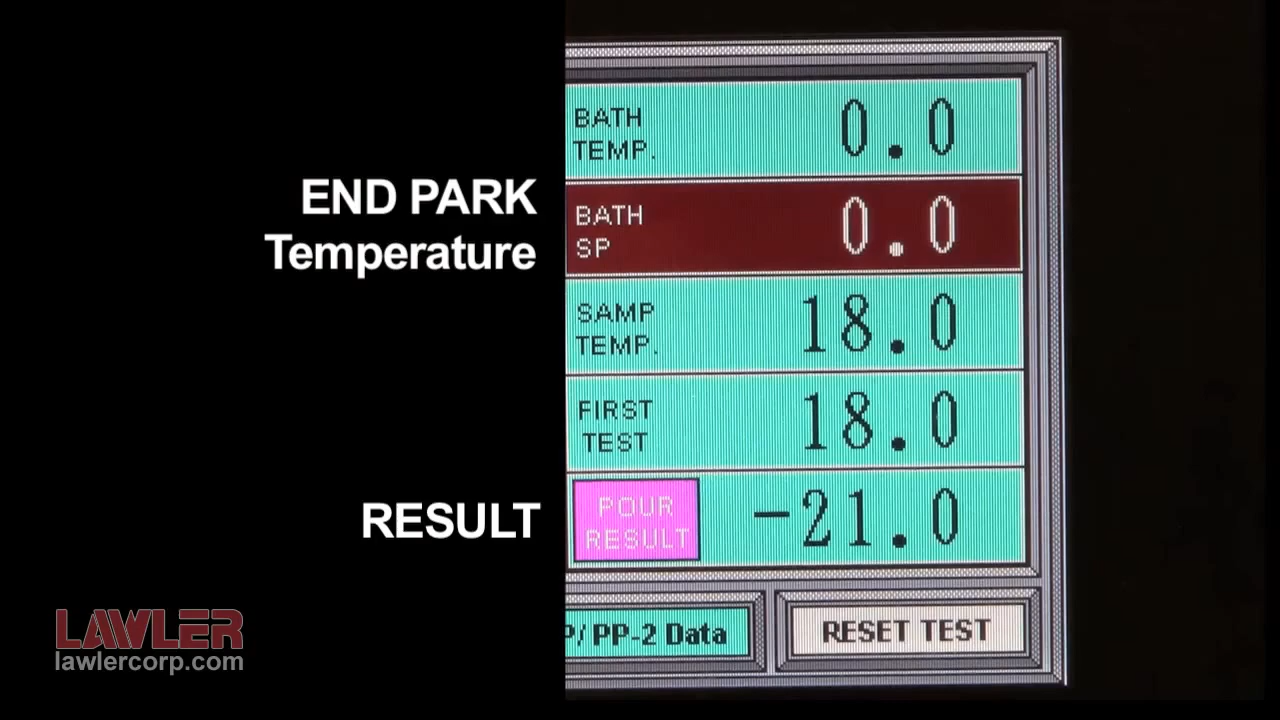 BATH
TEMP.
0.0
END PARK
Temperature
BATH
SP
0.0
SAMP
TEMP.
18.0
FIRST
TEST
18.0
RESULT
POUR
RESULT
-21.0
/ PP-2 Data
RESET TEST
LAWLER
lawlercorp.com